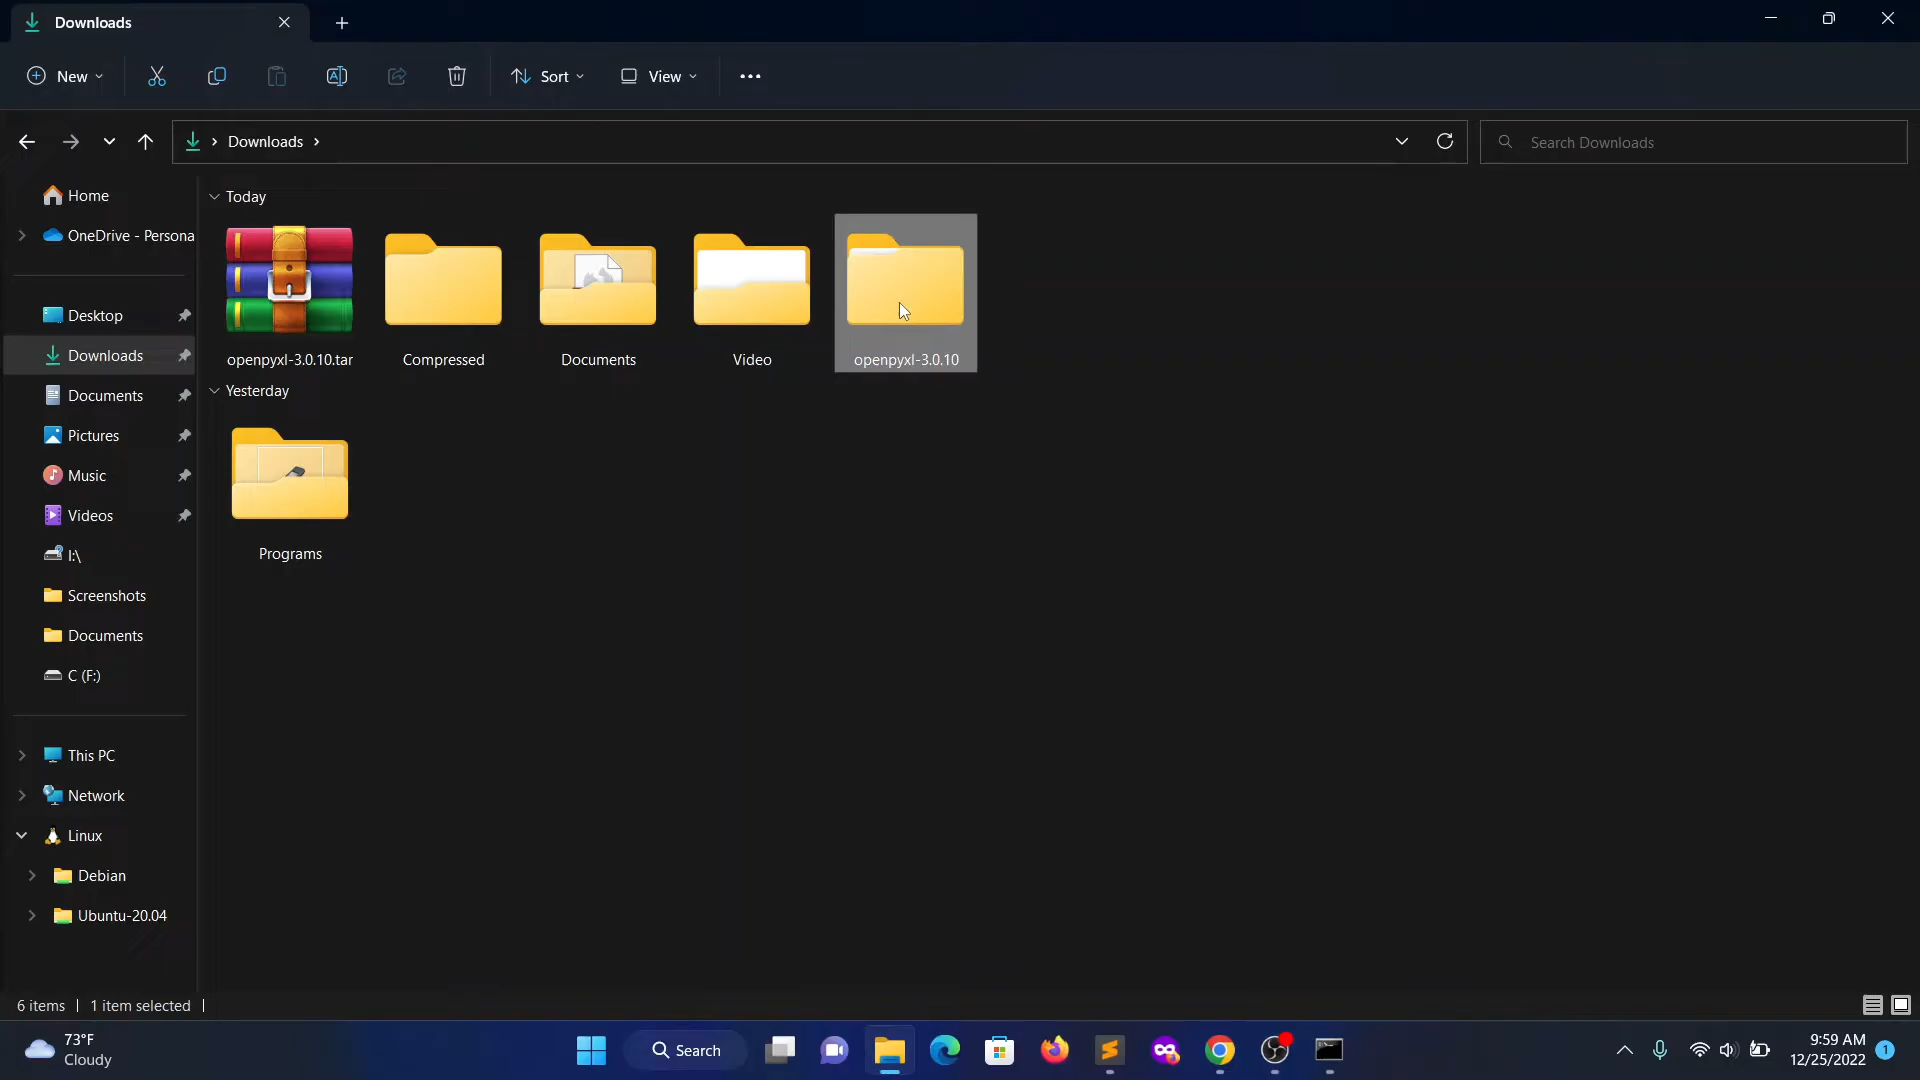 Downloads
New
Sort
View
Downloads
Search Downloads
Home
OneDrive - Persona
Desktop
Downloads
Documents
Pictures
Music
Videos
I:\
Screenshots
Documents
C (F:)
This PC
Network
Linux
Debian
Ubuntu-20.04
Today
openpyxl-3.0.10.tar
Compressed
Documents
Video
openpyxl-3.0.10
Yesterday
Programs
6 items
1 item selected
73°F
Cloudy
Search
9:59 AM
12/25/2022
1